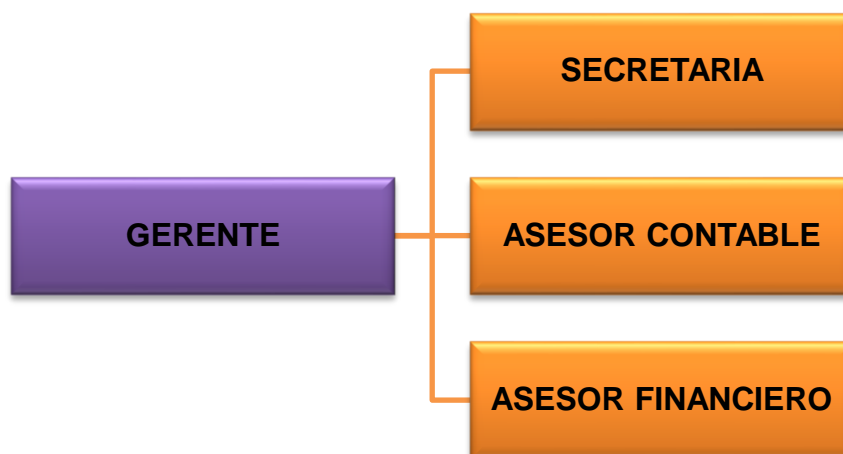 GERENTE
SECRETARIA
ASESOR CONTABLE
ASESOR FINANCIERO